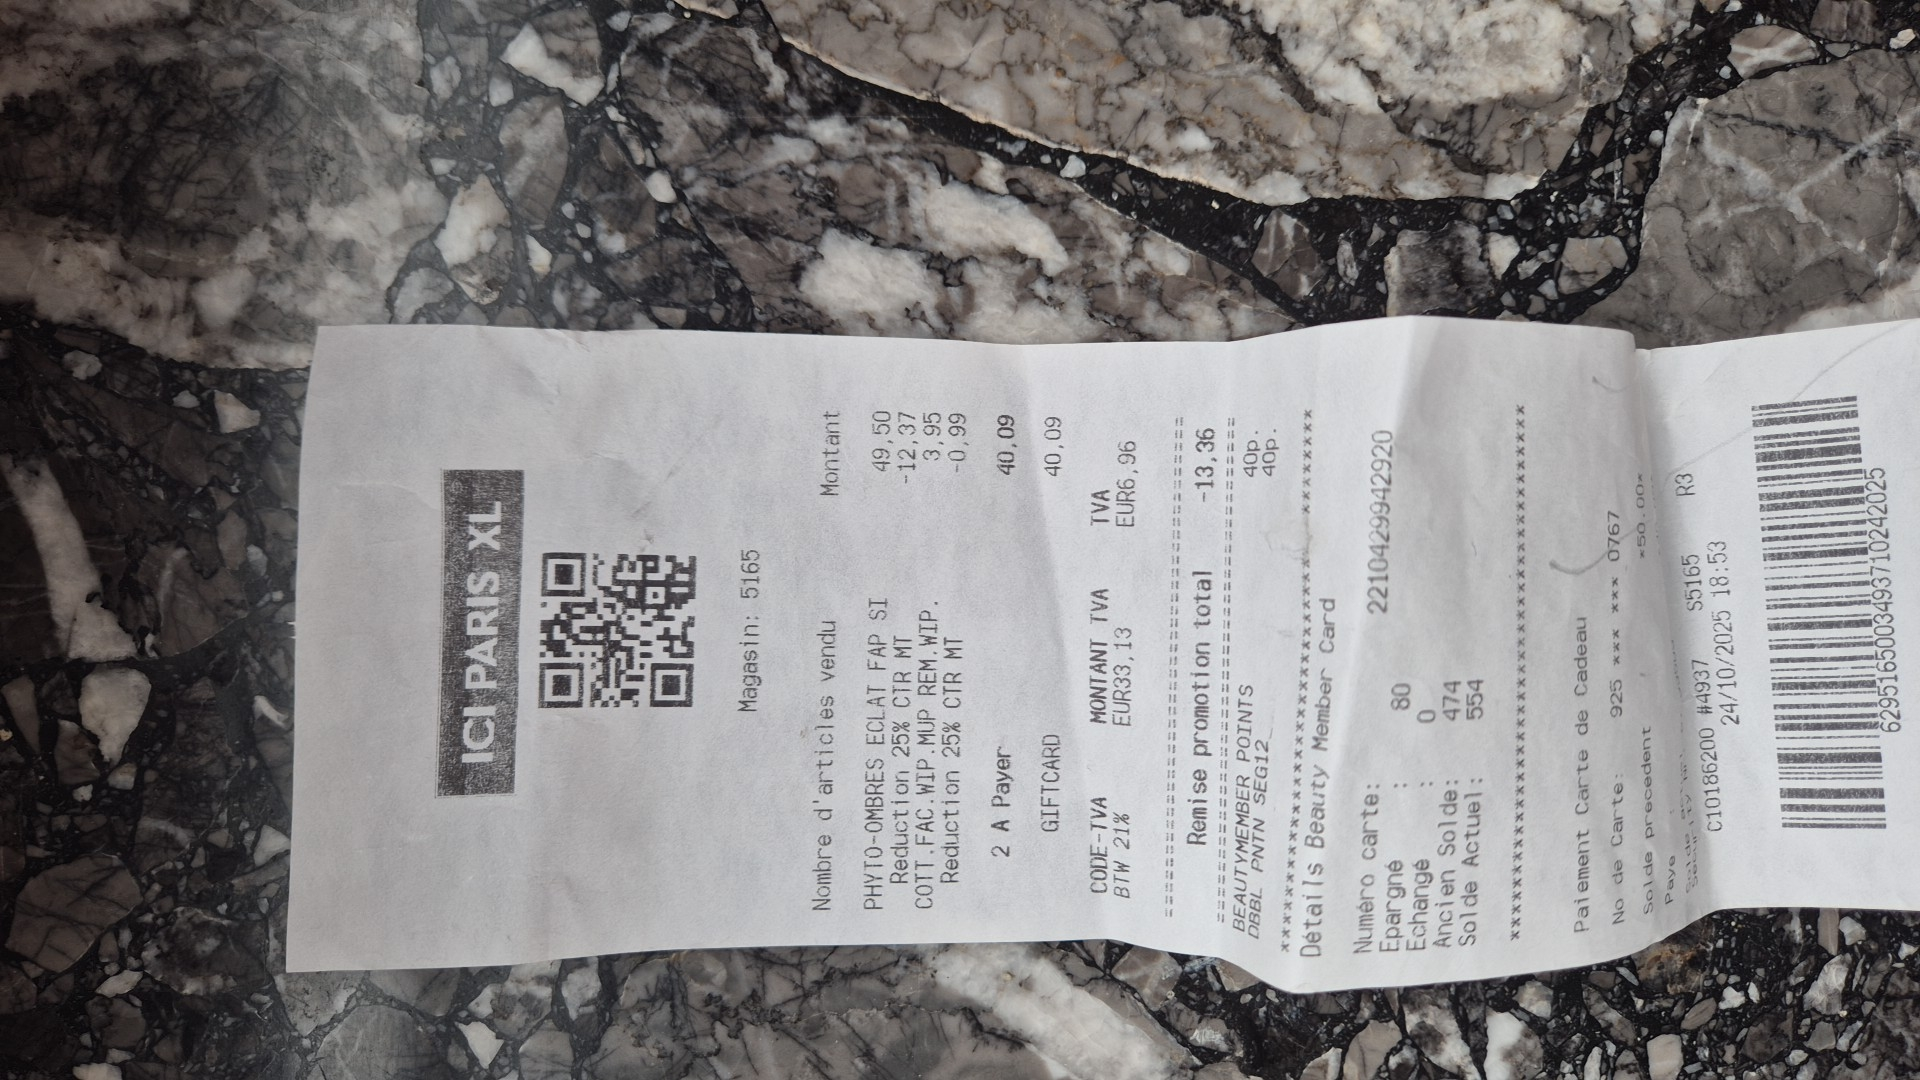 ICI PARIS XL
Magasin: 5165
Nombre d'articles vendu Montant
PHYTO-OMBRES ECLAT FAP SI 49,50
Reduction 25% CTR MT -12,37
COTT.FAC.WIP.MUP REM.WIP. 3,95
Reduction 25% CTR MT -0,99
2 A Payer 40,09
GIFTCARD 40,09
CODE-TVA MONTANT TVA TVA
BTW 21% EUR33,13 EUR6,96
Remise promotion total -13,36
BEAUTYMEMBER POINTS 40p.
DBBL PNTN SEG12 40p.
****************************************
Détails Beauty Member Card
Numéro carte: 2210429942920
Epargné : 80
Echangé : 0
Ancien Solde: 474
Solde Actuel: 554
****************************************
Paiement Carte de Cadeau
No de Carte: 925 *** *** 0767
Solde precedent *50.00*
Paye
C10186200 #4937 S5165 R3
24/10/2025 18:53
6295165003493710242025